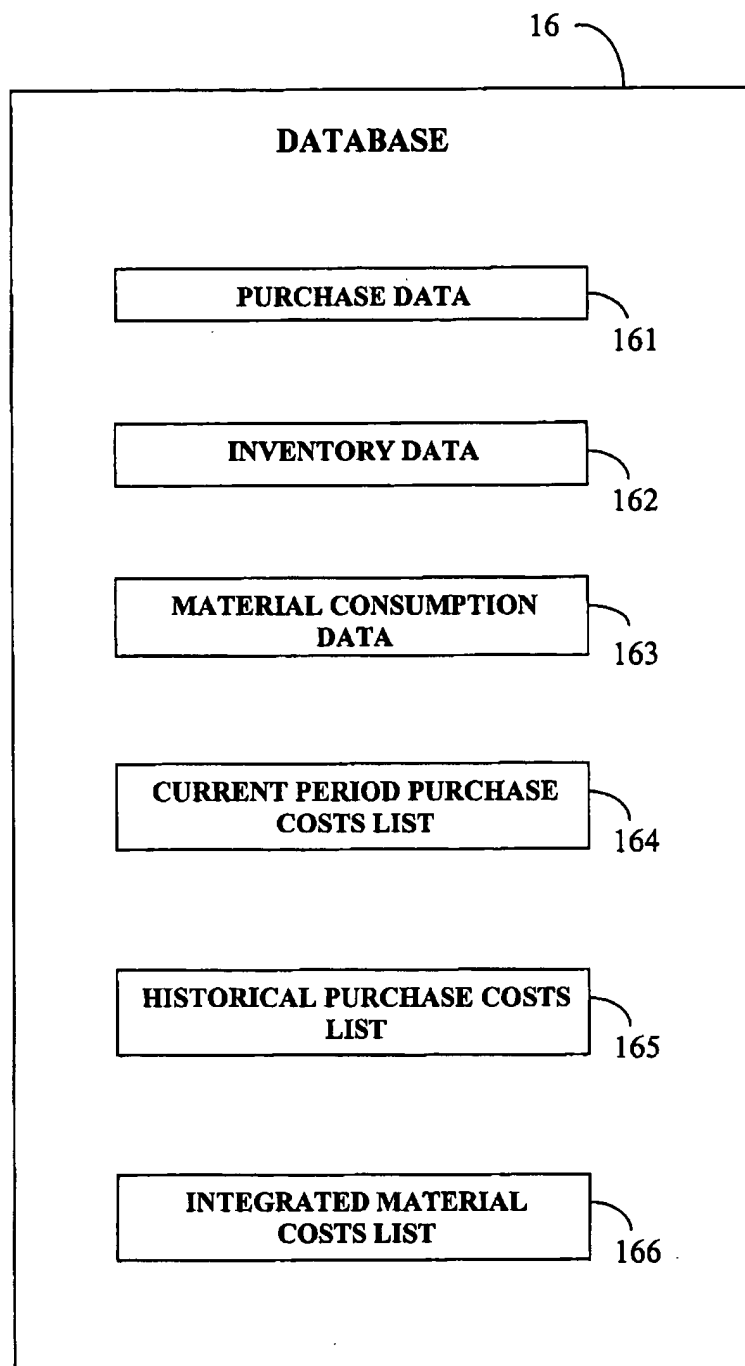 16
DATABASE
PURCHASE DATA
161
INVENTORY DATA
162
MATERIAL CONSUMPTION
DATA
163
CURRENT PERIOD PURCHASE
COSTS LIST
164
HISTORICAL PURCHASE COSTS
LIST
165
INTEGRATED MATERIAL
COSTS LIST
166